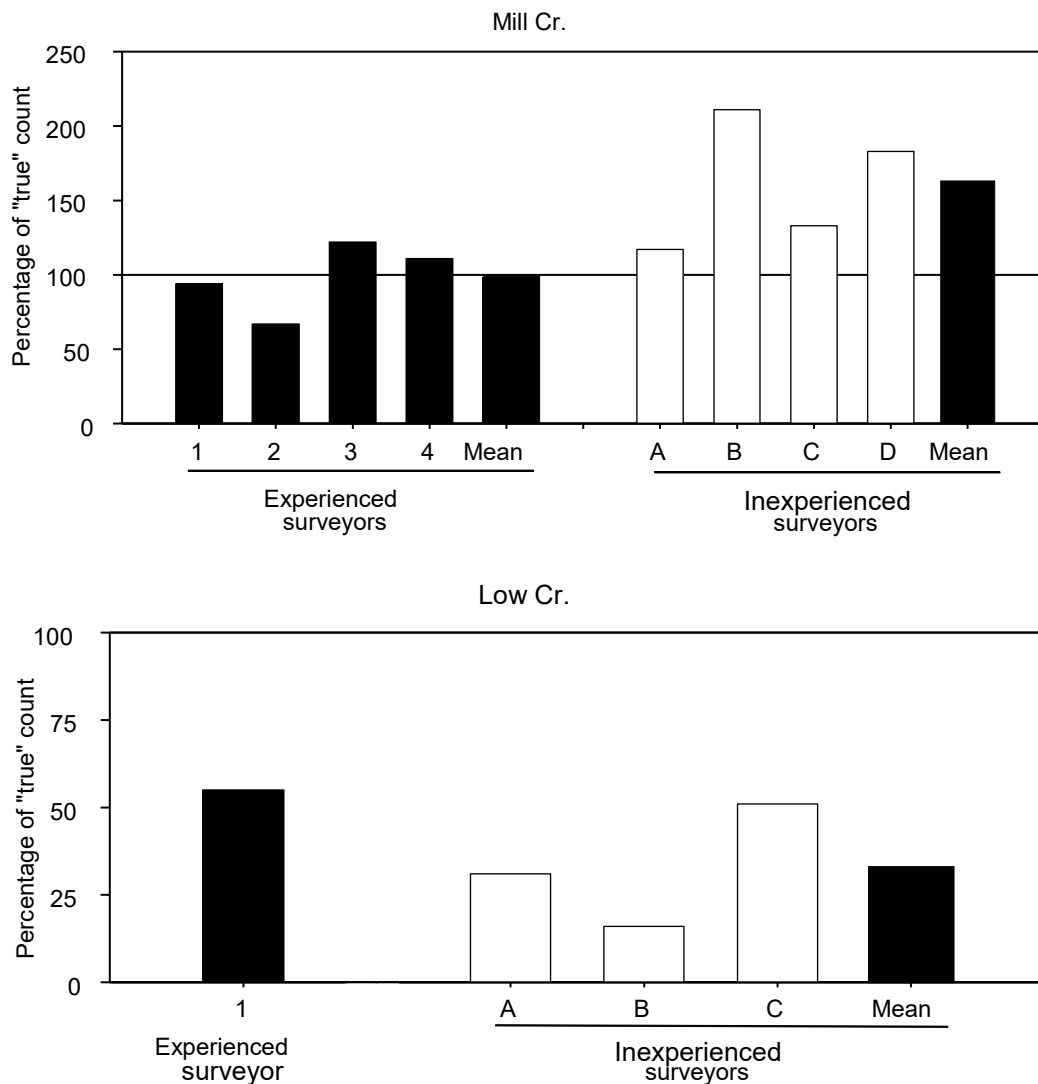 Mill Cr.
Percentage of "true" count
250
200
150
100
50
0
1 2 3 4 Mean A B C D Mean
Experienced
surveyors
Inexperienced
surveyors
Low Cr.
Percentage of "true" count
100
75
50
25
0
1 A B C Mean
Experienced
surveyor
Inexperienced
surveyors